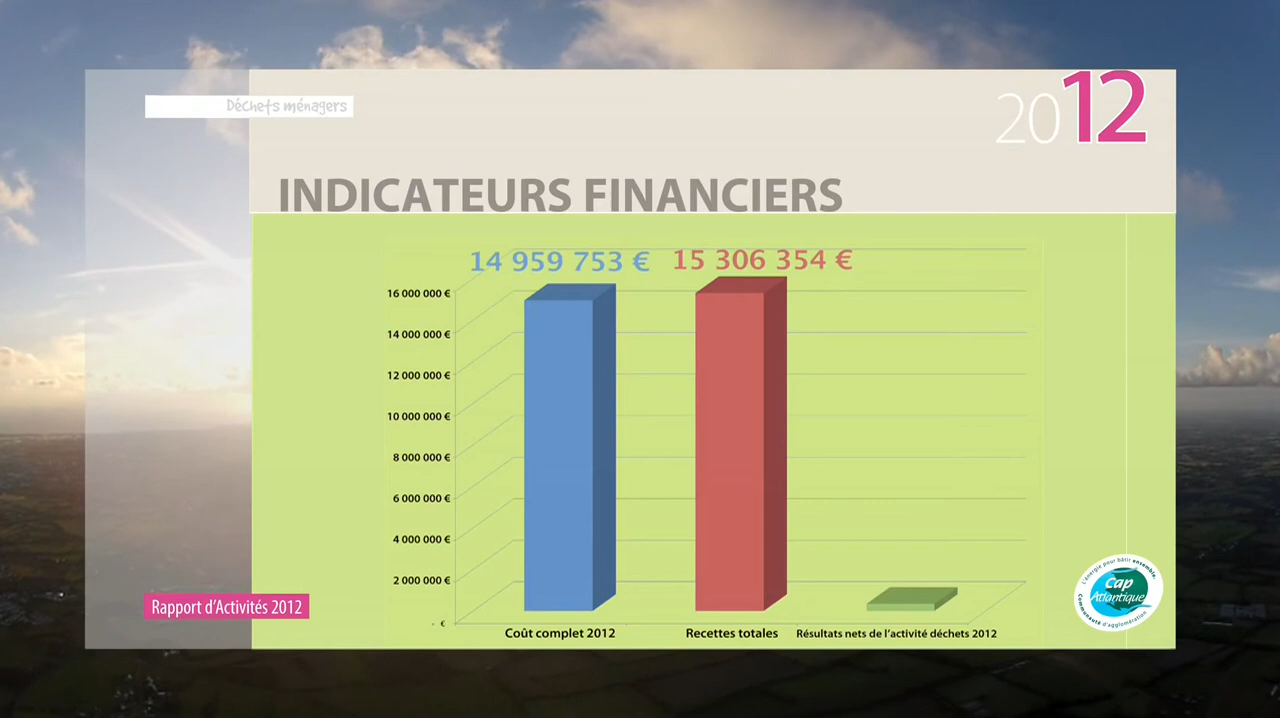 Déchets ménagers
2012
INDICATEURS FINANCIERS
14 959 753 €
15 306 354 €
16 000 000 €
14 000 000 €
12 000 000 €
10 000 000 €
8 000 000 €
6 000 000 €
4 000 000 €
2 000 000 €
- €
Coût complet 2012
Recettes totales
Résultats nets de l'activité déchets 2012
Rapport d'Activités 2012
L'énergie pour bâtir ensemble.
Cap
Atlantique
Communauté d'agglomération